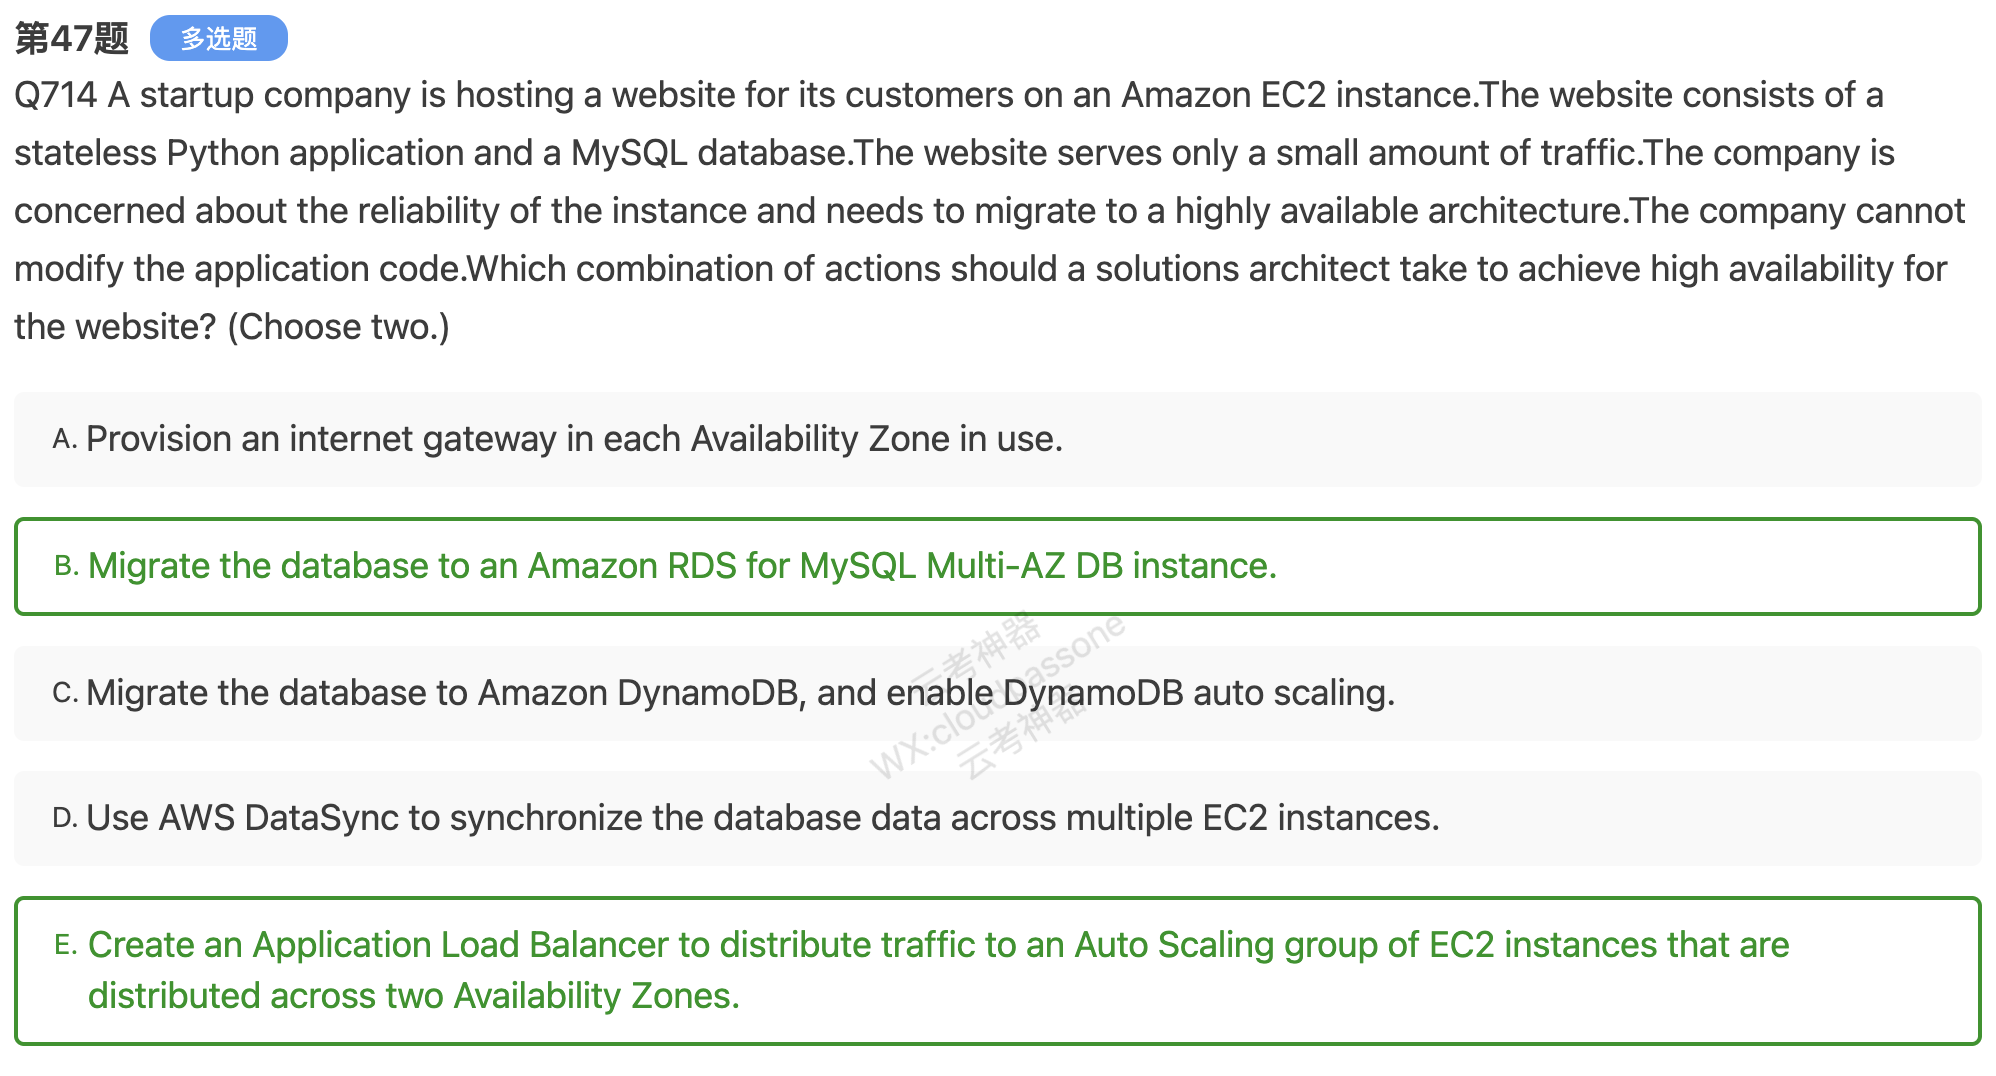 第47题 多选题
Q714 A startup company is hosting a website for its customers on an Amazon EC2 instance.The website consists of a
stateless Python application and a MySQL database.The website serves only a small amount of traffic.The company is
concerned about the reliability of the instance and needs to migrate to a highly available architecture.The company cannot
modify the application code.Which combination of actions should a solutions architect take to achieve high availability for
the website? (Choose two.)
A. Provision an internet gateway in each Availability Zone in use.
B. Migrate the database to an Amazon RDS for MySQL Multi-AZ DB instance.
C. Migrate the database to Amazon DynamoDB, and enable DynamoDB auto scaling.
D. Use AWS DataSync to synchronize the database data across multiple EC2 instances.
E. Create an Application Load Balancer to distribute traffic to an Auto Scaling group of EC2 instances that are
distributed across two Availability Zones.
云考神器
WX:cloudpassone
云考神器